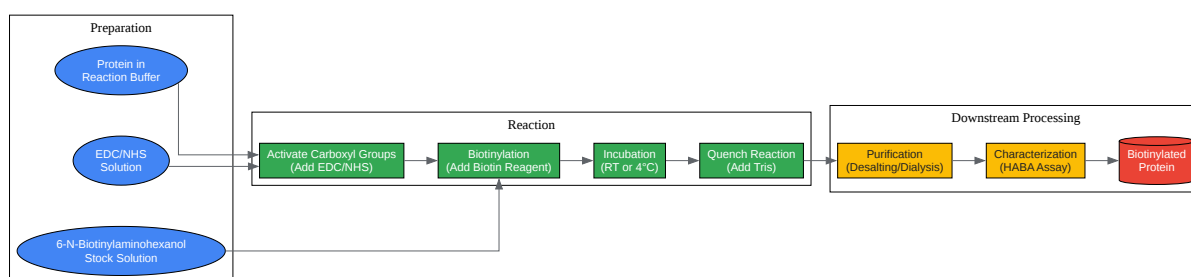 Preparation
Protein in
Reaction Buffer
EDC/NHS
Solution
6-N-Biotinylaminohexanol
Stock Solution
Reaction
Activate Carboxyl Groups
(Add EDC/NHS)
Biotinylation
(Add Biotin Reagent)
Incubation
(RT or 4°C)
Quench Reaction
(Add Tris)
Downstream Processing
Purification
(Desalting/Dialysis)
Characterization
(HABA Assay)
Biotinylated
Protein